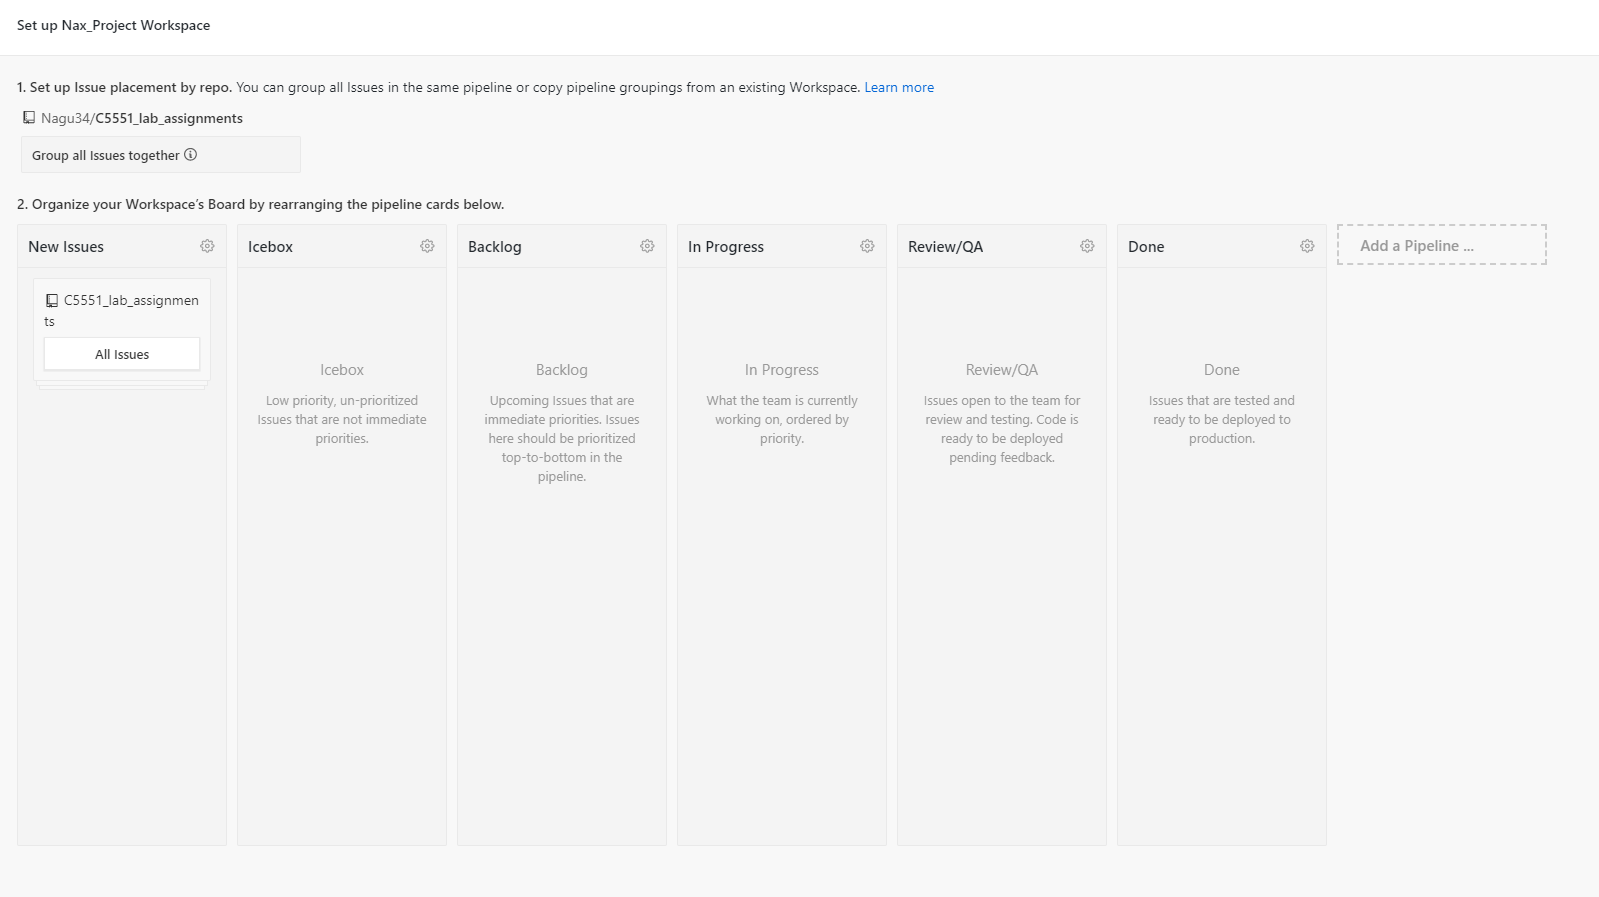 Set up Nax_Project Workspace
1. Set up Issue placement by repo. You can group all Issues in the same pipeline or copy pipeline groupings from an existing Workspace. Learn more
Nagu34/C5551_lab_assignments
Group all Issues together
2. Organize your Workspace's Board by rearranging the pipeline cards below.
New Issues
C5551_lab_assignmen
ts
All Issues
Icebox
Icebox
Low priority, un-prioritized
Issues that are not immediate
priorities.
Backlog
Backlog
Upcoming Issues that are
immediate priorities. Issues
here should be prioritized
top-to-bottom in the
pipeline.
In Progress
In Progress
What the team is currently
working on, ordered by
priority.
Review/QA
Review/QA
Issues open to the team for
review and testing. Code is
ready to be deployed
pending feedback.
Done
Done
Issues that are tested and
ready to be deployed to
production.
Add a Pipeline ...